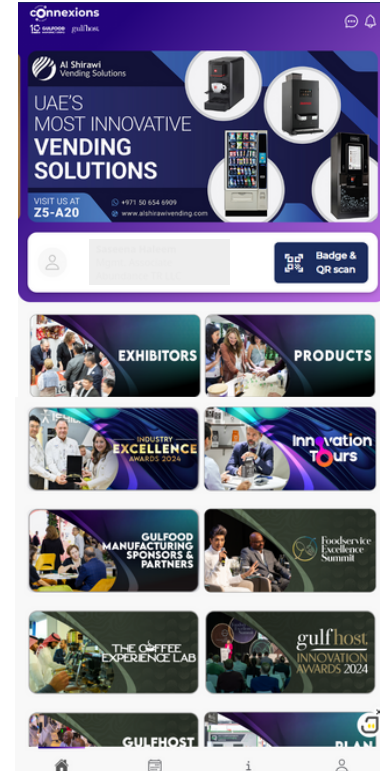 connexions
GULFOOD
gulfhost
Al Shirawi
Vending Solutions
UAE'S
MOST INNOVATIVE
VENDING
SOLUTIONS
VISIT US AT
Z5-A20
+971 50 654 6909
www.alshirawivending.com
Badge &
QR scan
EXHIBITORS
PRODUCTS
INDUSTRY
EXCELLENCE
AWARDS 2024
Innovation
Tours
GULFOOD
MANUFACTURING
SPONSORS &
PARTNERS
Foodservice
Excellence
Summit
THE COFFEE
EXPERIENCE LAB
gulfhost
INNOVATION
AWARDS 2024
GULFHOST
PLAN